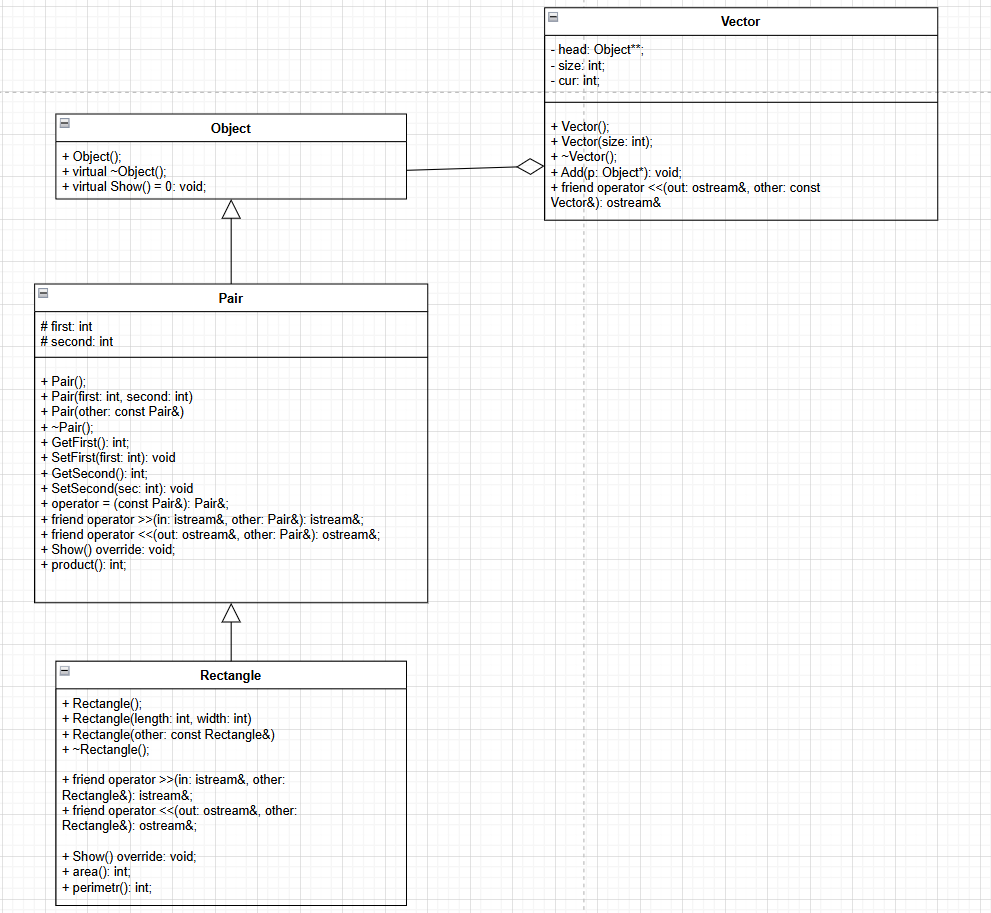 Vector
- head: Object**;
- size: int;
- cur: int;
+ Vector();
+ Vector(size: int);
+ ~Vector();
+ Add(p: Object*): void;
+ friend operator <<(out: ostream&, other: const
Vector&): ostream&
Object
+ Object();
+ virtual ~Object();
+ virtual Show() = 0: void;
Pair
# first: int
# second: int
+ Pair();
+ Pair(first: int, second: int)
+ Pair(other: const Pair&)
+ ~Pair();
+ GetFirst(): int;
+ SetFirst(first: int): void
+ GetSecond(): int;
+ SetSecond(sec: int): void
+ operator = (const Pair&): Pair&;
+ friend operator >>(in: istream&, other: Pair&): istream&;
+ friend operator <<(out: ostream&, other: Pair&): ostream&;
+ Show() override: void;
+ product(): int;
Rectangle
+ Rectangle();
+ Rectangle(length: int, width: int)
+ Rectangle(other: const Rectangle&)
+ ~Rectangle();
+ friend operator >>(in: istream&, other:
Rectangle&): istream&;
+ friend operator <<(out: ostream&, other:
Rectangle&): ostream&;
+ Show() override: void;
+ area(): int;
+ perimetr(): int;